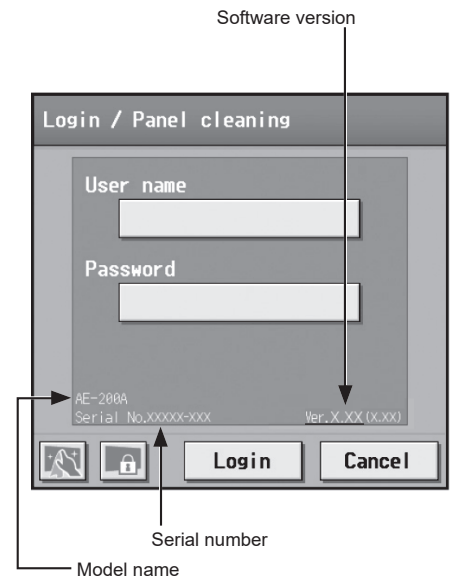 Software version
Login / Panel cleaning
User name
Password
AE-200A
Serial No.XXXXX-XXX Ver.X.XX(X.XX)
Login Cancel
Serial number
Model name